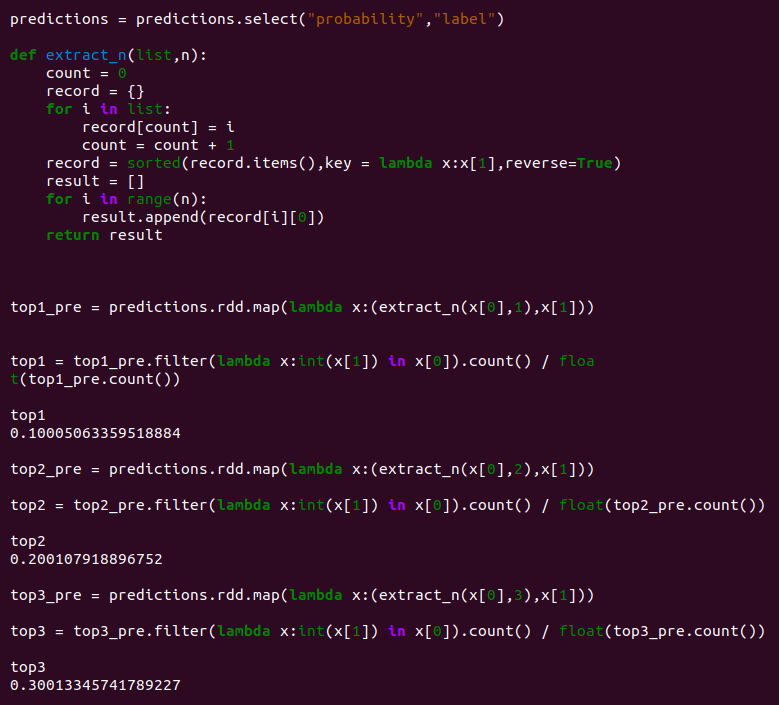 predictions = predictions.select("probability","label")
def extract_n(list,n):
    count = 0
    record = {}
    for i in list:
        record[count] = i
        count = count + 1
    record = sorted(record.items(),key = lambda x:x[1],reverse=True)
    result = []
    for i in range(n):
        result.append(record[i][0])
    return result
top1_pre = predictions.rdd.map(lambda x:(extract_n(x[0],1),x[1]))
top1 = top1_pre.filter(lambda x:int(x[1]) in x[0]).count() / floa
t(top1_pre.count())
top1
0.10005063359518884
top2_pre = predictions.rdd.map(lambda x:(extract_n(x[0],2),x[1]))
top2 = top2_pre.filter(lambda x:int(x[1]) in x[0]).count() / float(top2_pre.count())
top2
0.200107918896752
top3_pre = predictions.rdd.map(lambda x:(extract_n(x[0],3),x[1]))
top3 = top3_pre.filter(lambda x:int(x[1]) in x[0]).count() / float(top3_pre.count())
top3
0.30013345741789227